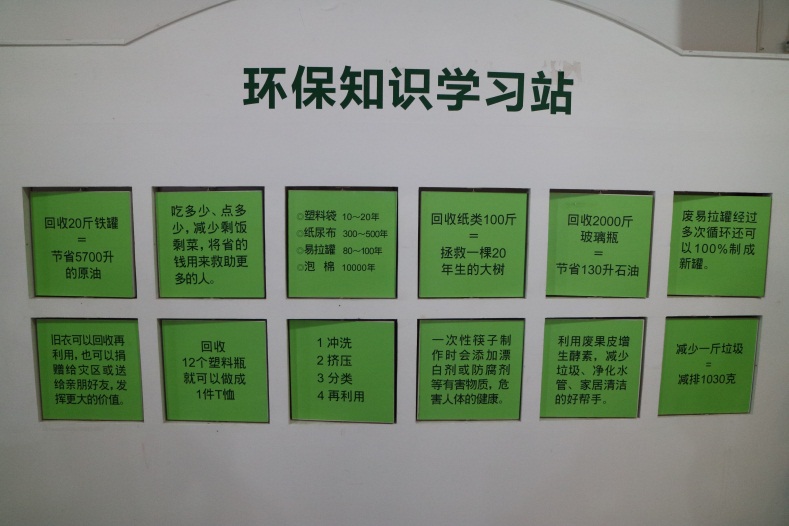 环保知识学习站
回收20斤铁罐
=
节省5700升
的原油
吃多少、点多
少，减少剩饭
剩菜，将省的
钱用来救助更
多的人。
○塑料袋 10～20年
○纸尿布 300～500年
○易拉罐 80～100年
○泡 棉 10000年
回收纸类100斤
=
拯救一棵20
年生的大树
回收2000斤
玻璃瓶
=
节省130升石油
废易拉罐经过
多次循环还可
以100%制成
新罐。
旧衣可以回收再
利用，也可以捐
赠给灾区或送
给亲朋好友，发
挥更大的价值。
回收
12个塑料瓶
就可以做成
1件T恤
1 冲洗
2 挤压
3 分类
4 再利用
一次性筷子制
作时会添加漂
白剂或防腐剂
等有害物质，危
害人体的健康。
利用废果皮增
生酵素，减少
垃圾、净化水
管、家居清洁
的好帮手。
减少一斤垃圾
=
减排1030克